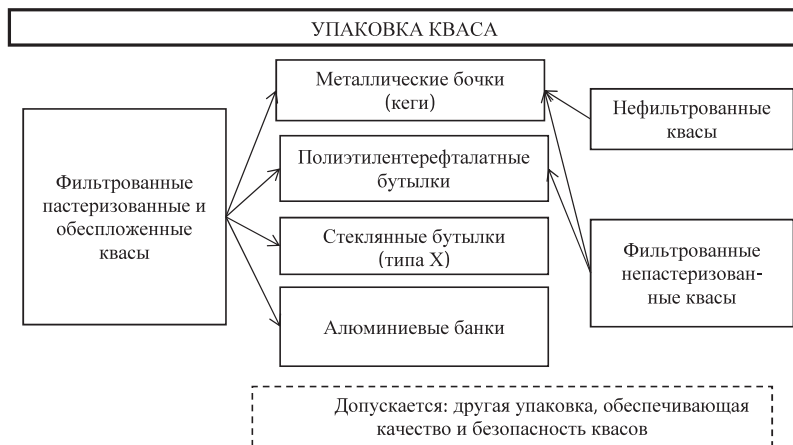 УПАКОВКА КВАСА
Фильтрованные
пастеризованные и
обеспложенные
квасы
Металлические бочки
(кеги)
Полиэтилентерефталатные
бутылки
Стеклянные бутылки
(типа X)
Алюминиевые банки
Нефильтрованные
квасы
Фильтрованные
непастеризован-
ные квасы
Допускается: другая упаковка, обеспечивающая
качество и безопасность квасов